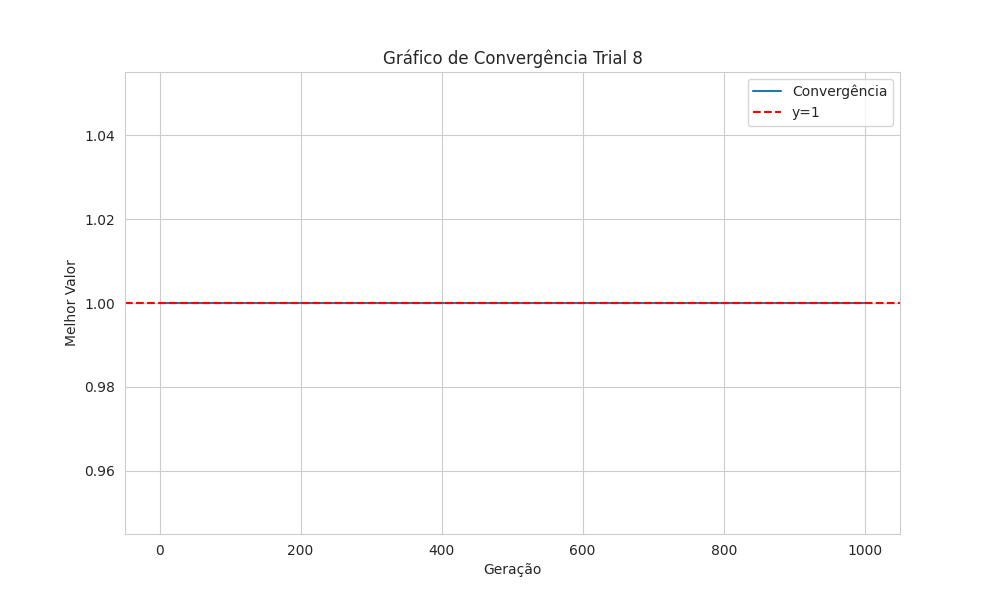 Gráfico de Convergência Trial 8
Convergência
y=1
1.04
1.02
1.00
0.98
0.96
Melhor Valor
0
200
400
600
800
1000
Geração